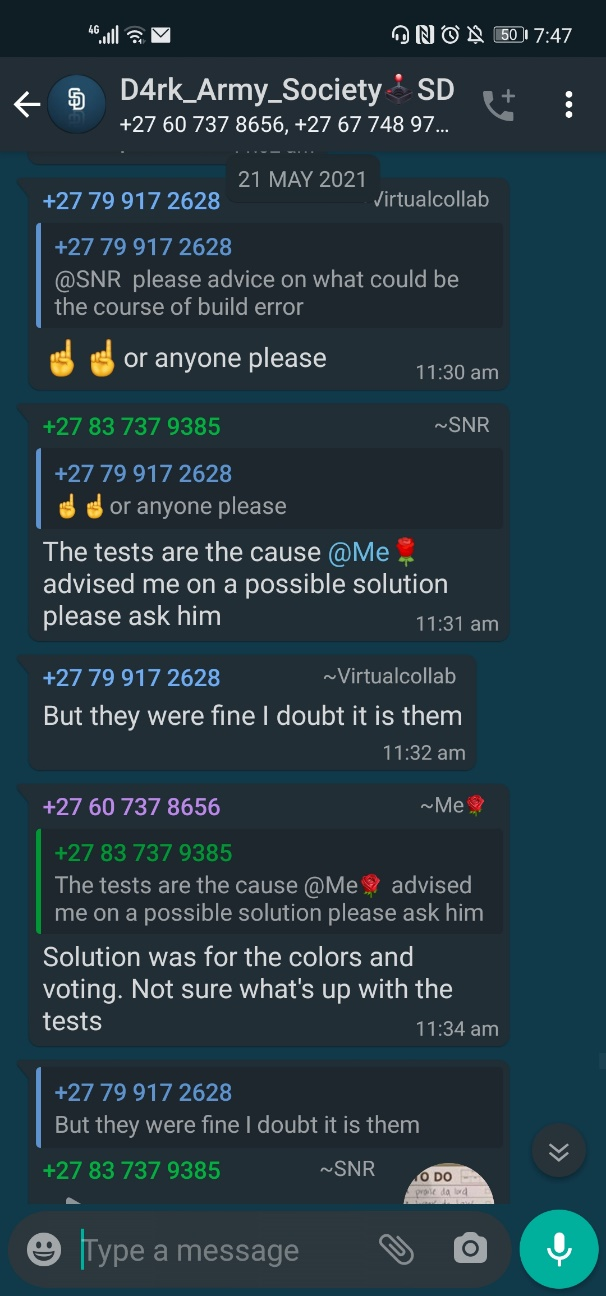 4G 50 7:47
D4rk_Army_Society🕹️SD
+27 60 737 8656, +27 67 748 97...
21 MAY 2021
+27 79 917 2628 Virtualcollab
+27 79 917 2628
@SNR please advice on what could be
the course of build error
☝️☝️or anyone please
11:30 am
+27 83 737 9385 ~SNR
+27 79 917 2628
☝️☝️or anyone please
The tests are the cause @Me🌹
advised me on a possible solution
please ask him 11:31 am
+27 79 917 2628 ~Virtualcollab
But they were fine I doubt it is them
11:32 am
+27 60 737 8656 ~Me🌹
+27 83 737 9385
The tests are the cause @Me🌹 advised
me on a possible solution please ask him
Solution was for the colors and
voting. Not sure what's up with the
tests 11:34 am
+27 79 917 2628
But they were fine I doubt it is them
+27 83 737 9385 ~SNR
TO DO
Type a message